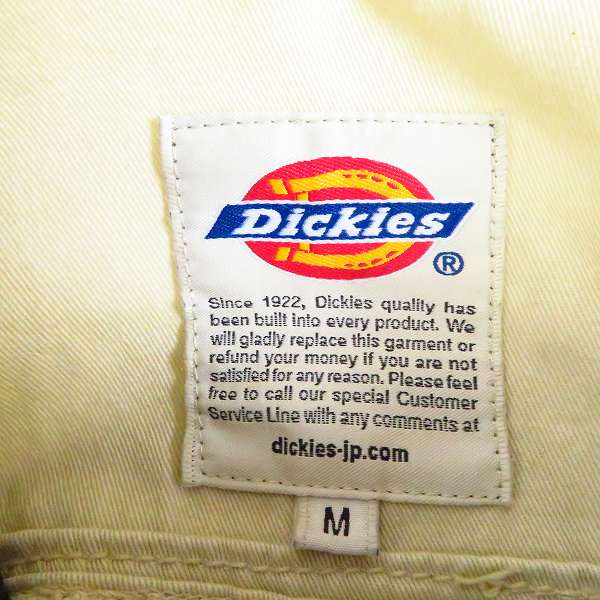 Dickies
®
Since 1922, Dickies quality has
been built into every product. We
will gladly replace this garment or
refund your money if you are not
satisfied for any reason. Please feel
free to call our special Customer
Service Line with any comments at
dickies-jp.com
M